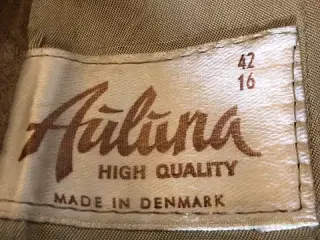 42
16
Auluna
HIGH QUALITY
MADE IN DENMARK